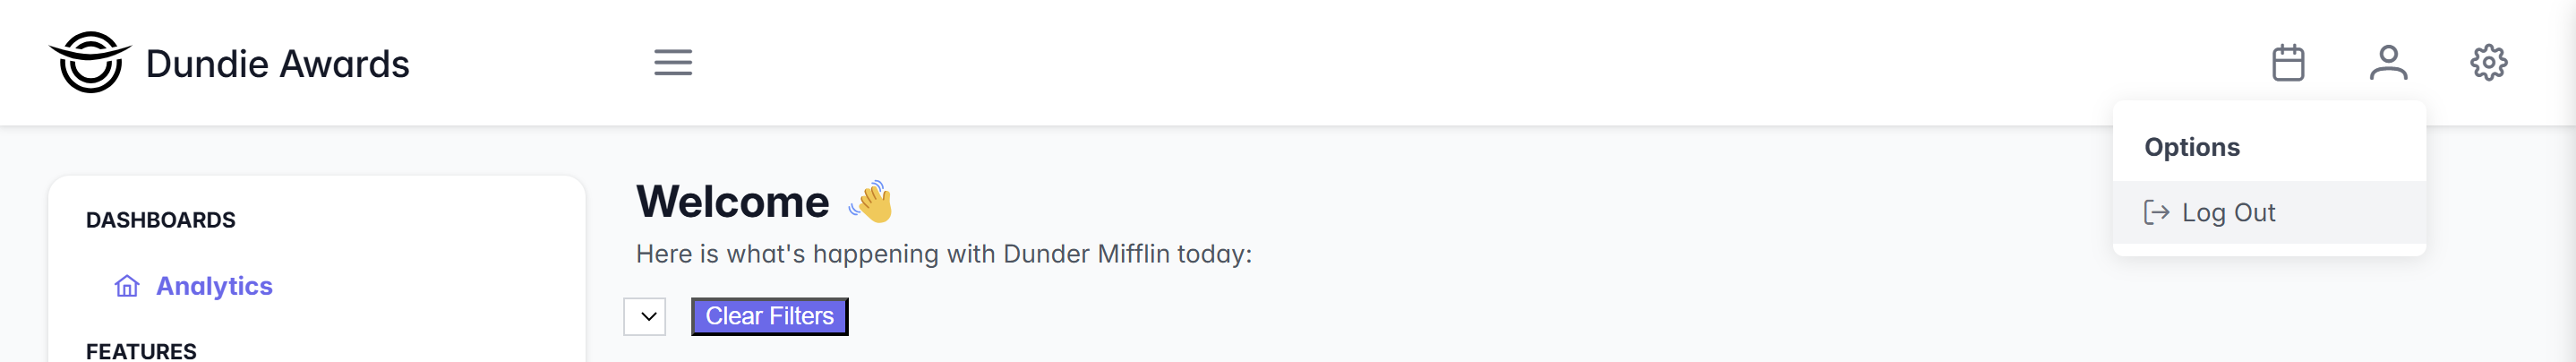 Dundie Awards
Options
Log Out
DASHBOARDS
Analytics
FEATURES
Welcome 👋
Here is what's happening with Dunder Mifflin today:
Clear Filters